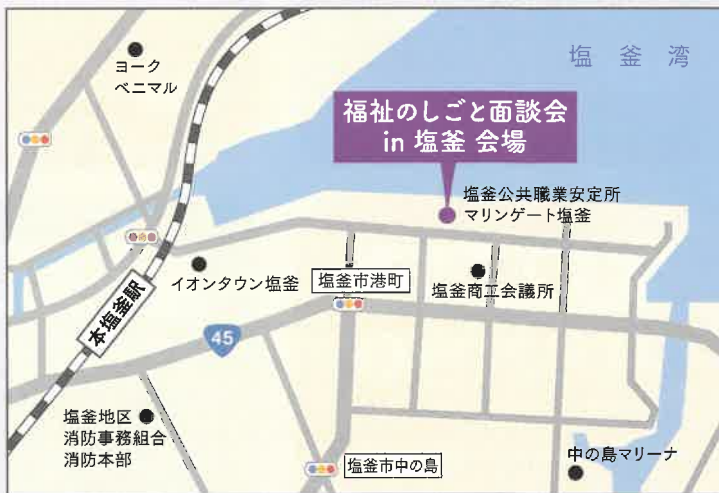 ヨーク
ベニマル
塩釜湾
福祉のしごと面談会
in 塩釜 会場
塩釜公共職業安定所
マリンゲート塩釜
イオンタウン塩釜
塩釜市港町
塩釜商工会議所
本塩釜駅
45
塩釜地区
消防事務組合
消防本部
塩釜市中の島
中の島マリーナ